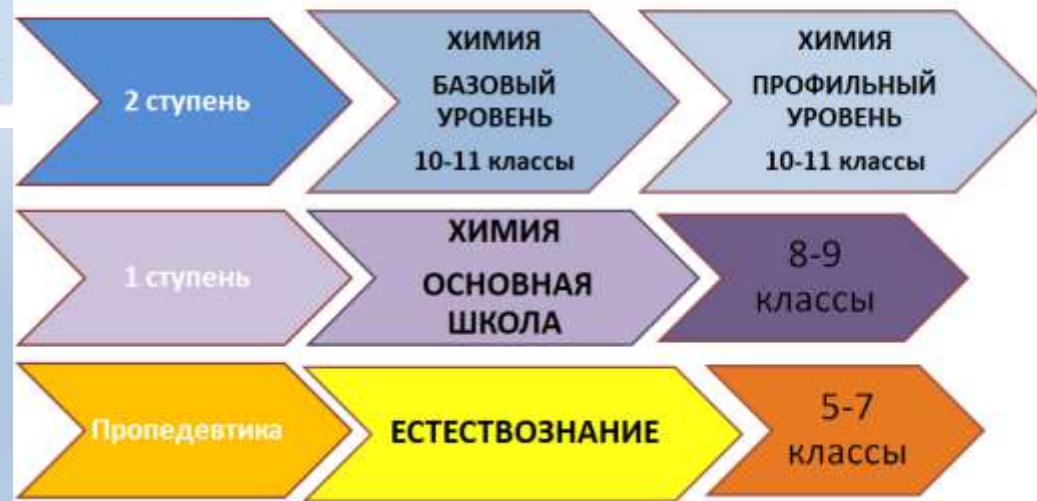 2 ступень
ХИМИЯ
БАЗОВЫЙ
УРОВЕНЬ
10-11 классы
ХИМИЯ
ПРОФИЛЬНЫЙ
УРОВЕНЬ
10-11 классы
1 ступень
ХИМИЯ
ОСНОВНАЯ
ШКОЛА
8-9
классы
Пропедевтика
ЕСТЕСТВОЗНАНИЕ
5-7
классы